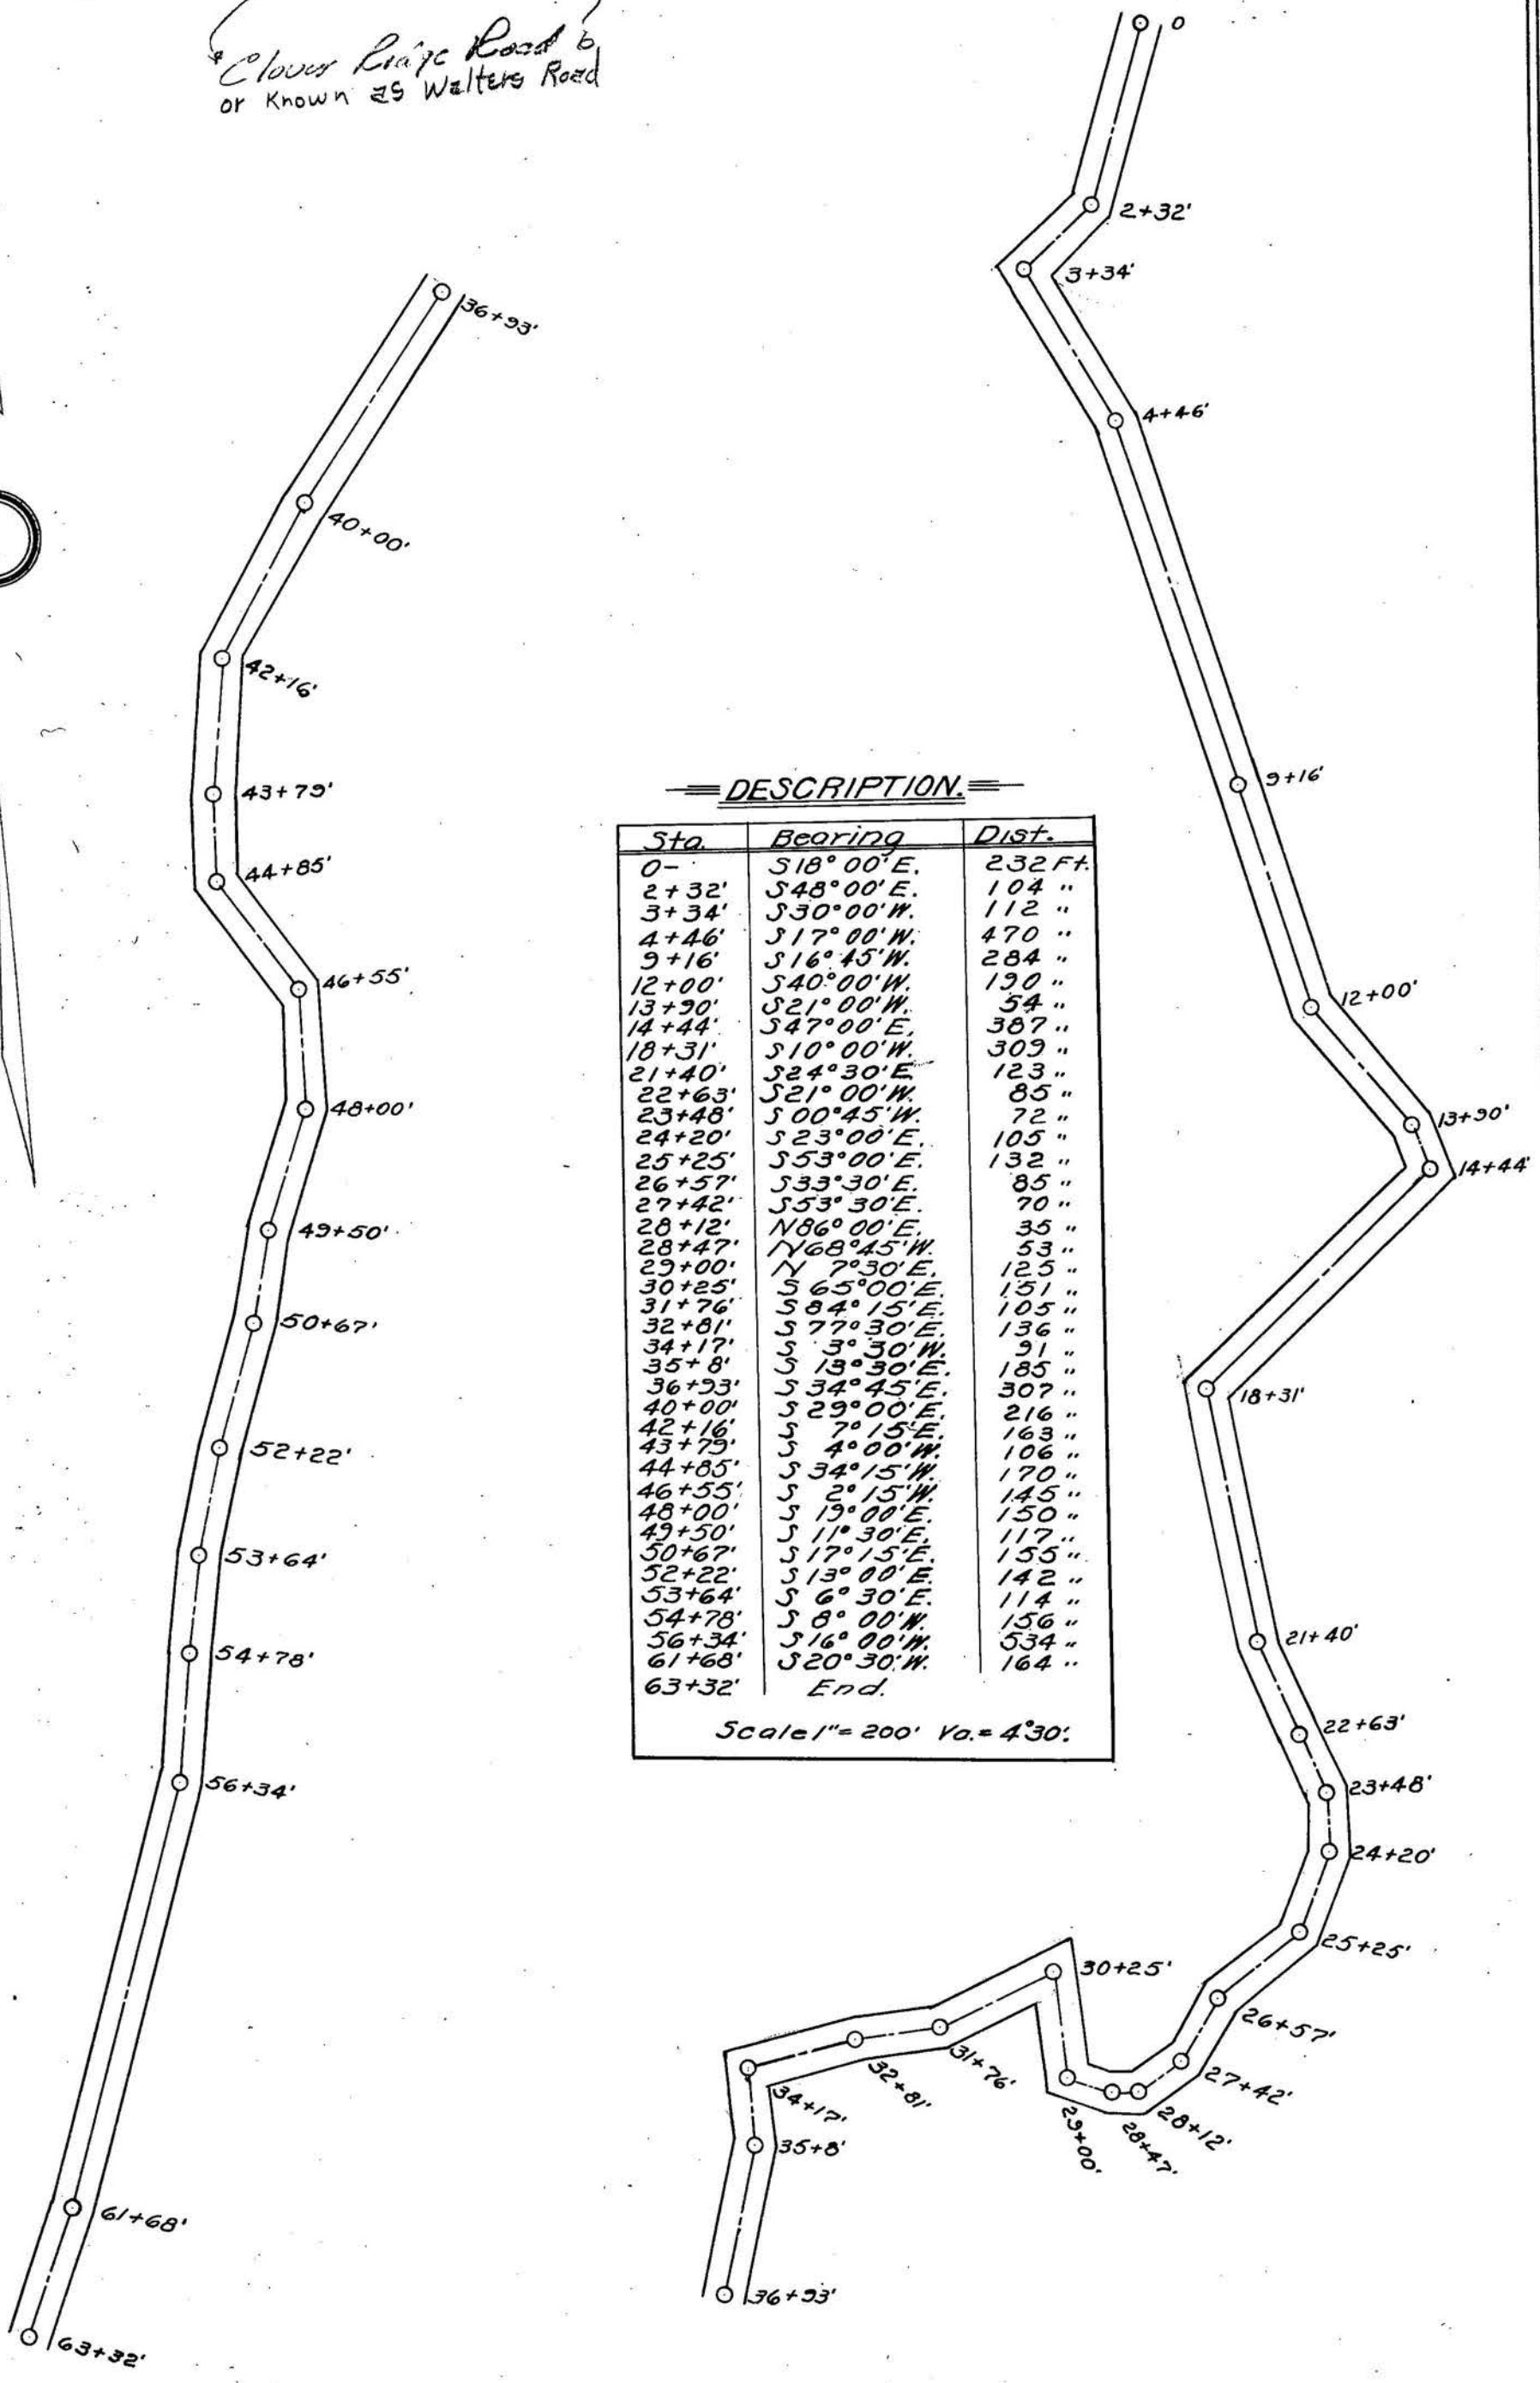 Clover Ridge Road
or Known as Walters Road
0
2+32'
3+34'
4+46'
9+16'
12+00'
13+90'
14+44'
18+31'
21+40'
22+63'
23+48'
24+20'
25+25'
26+57'
27+42'
28+12'
28+47'
29+00'
30+25'
31+76'
32+81'
34+17'
35+8'
36+93'
36+93'
40+00'
42+16'
43+79'
44+85'
46+55'
48+00'
49+50'
50+67'
52+22'
53+64'
54+78'
56+34'
61+68'
63+32'
DESCRIPTION.
Sta. Bearing Dist.
0- S18°00'E. 232 Ft.
2+32' S48°00'E. 104 "
3+34' S30°00'W. 112 "
4+46' S17°00'W. 470 "
9+16' S16°45'W. 284 "
12+00' S40°00'W. 190 "
13+90' S21°00'W. 54 "
14+44' S47°00'E. 387 "
18+31' S10°00'W. 309 "
21+40' S24°30'E 123 "
22+63' S21°00'W. 85 "
23+48' S00°45'W. 72 "
24+20' S23°00'E. 105 "
25+25' S53°00'E. 132 "
26+57' S33°30'E. 85 "
27+42' S53°30'E. 70 "
28+12' N86°00'E. 35 "
28+47' N68°45'W. 53 "
29+00' N 7°30'E. 125 "
30+25' S65°00'E. 151 "
31+76' S84°15'E. 105 "
32+81' S77°30'E. 136 "
34+17' S 3°30'W. 91 "
35+8' S13°30'E. 185 "
36+93' S34°45'E. 307 "
40+00' S29°00'E. 216 "
42+16' S 7°15'E. 163 "
43+79' S 4°00'W. 106 "
44+85' S34°15'W. 170 "
46+55' S 2°15'W. 145 "
48+00' S19°00'E. 150 "
49+50' S11°30'E. 117 "
50+67' S17°15'E. 155 "
52+22' S13°00'E. 142 "
53+64' S 6°30'E. 114 "
54+78' S 8°00'W. 156 "
56+34' S16°00'W. 534 "
61+68' S20°30'W. 164 "
63+32' End.
Scale 1"=200' Va.=4°30'.